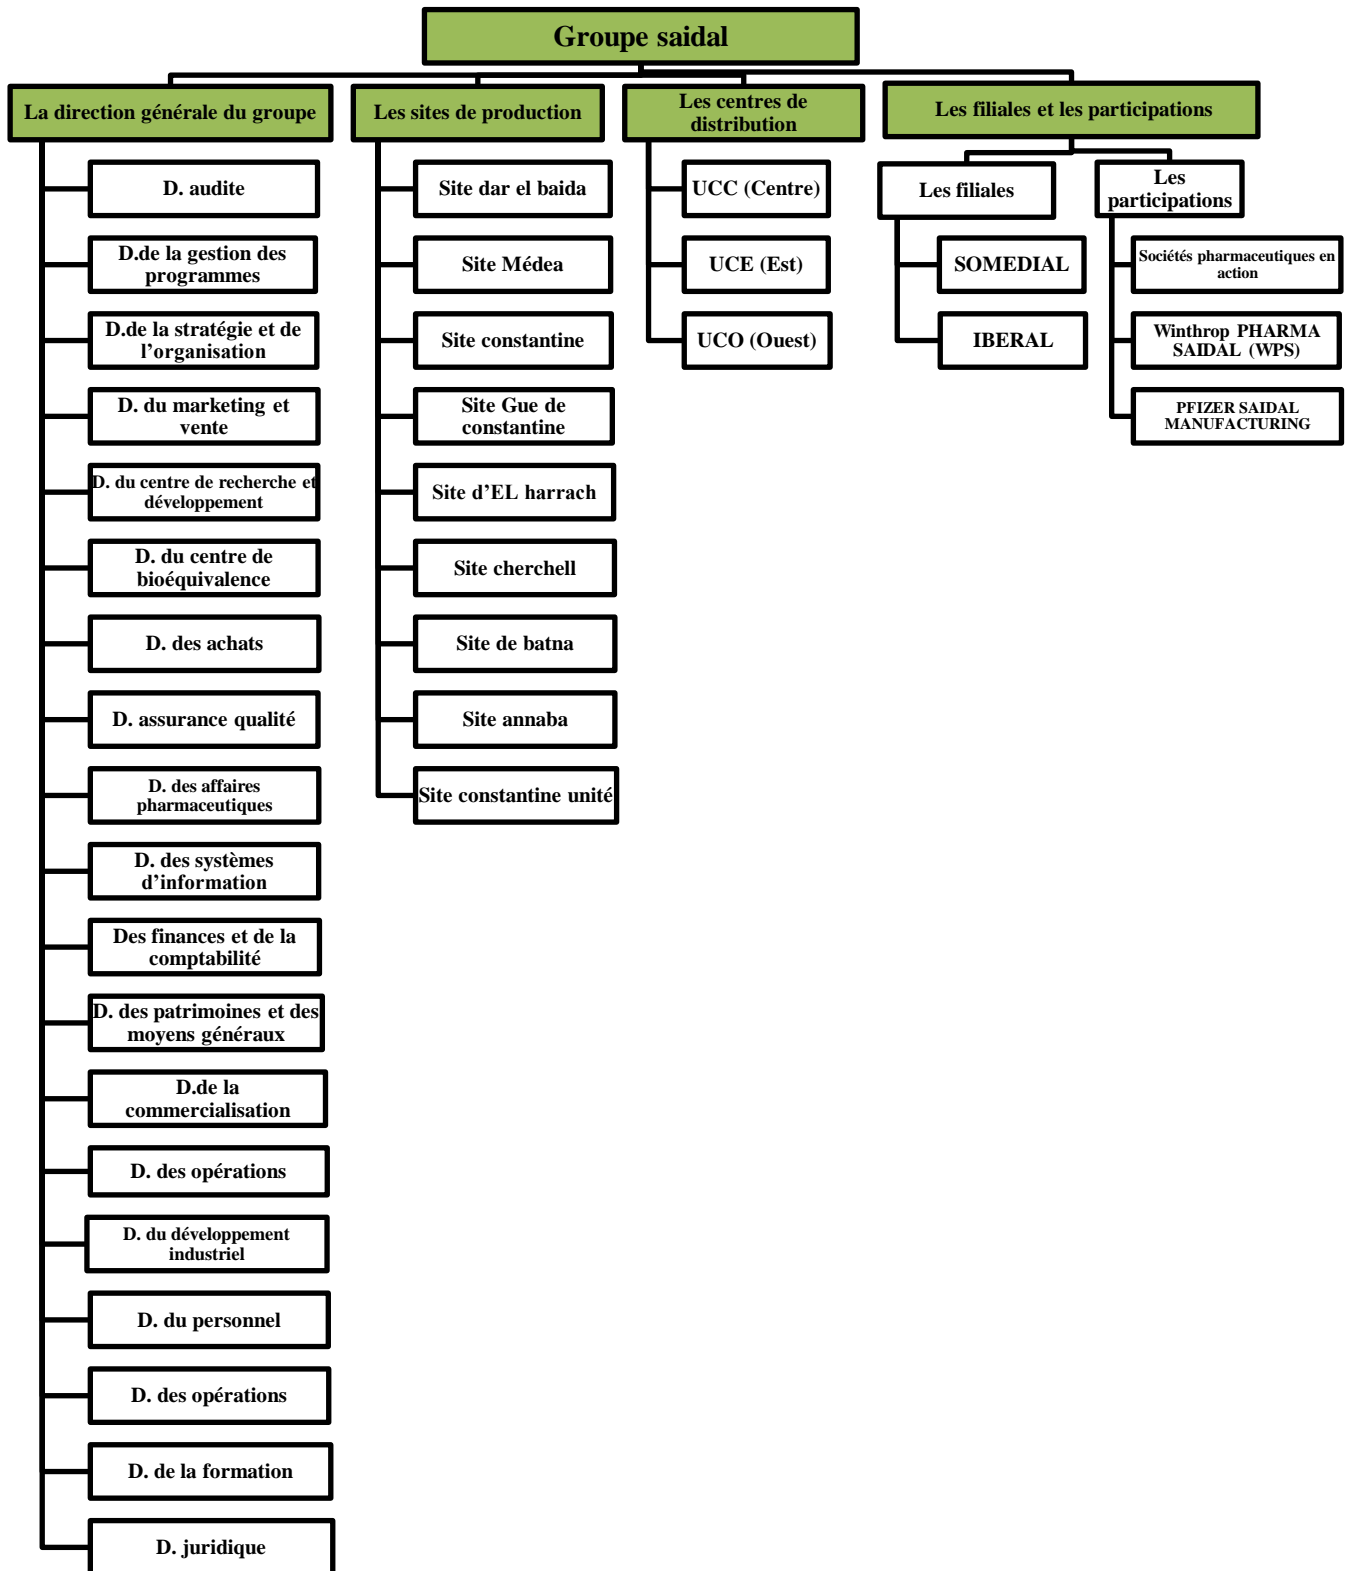 Groupe saidal
La direction générale du groupe
D. audite
D.de la gestion des
programmes
D.de la stratégie et de
l’organisation
D. du marketing et
vente
D. du centre de recherche et
développement
D. du centre de
bioéquivalence
D. des achats
D. assurance qualité
D. des affaires
pharmaceutiques
D. des systèmes
d’information
Des finances et de la
comptabilité
D. des patrimoines et des
moyens généraux
D.de la
commercialisation
D. des opérations
D. du développement
industriel
D. du personnel
D. des opérations
D. de la formation
D. juridique
Les sites de production
Site dar el baida
Site Médea
Site constantine
Site Gue de
constantine
Site d’EL harrach
Site cherchell
Site de batna
Site annaba
Site constantine unité
Les centres de
distribution
UCC (Centre)
UCE (Est)
UCO (Ouest)
Les filiales et les participations
Les filiales
SOMEDIAL
IBERAL
Les
participations
Sociétés pharmaceutiques en
action
Winthrop PHARMA
SAIDAL (WPS)
PFIZER SAIDAL
MANUFACTURING